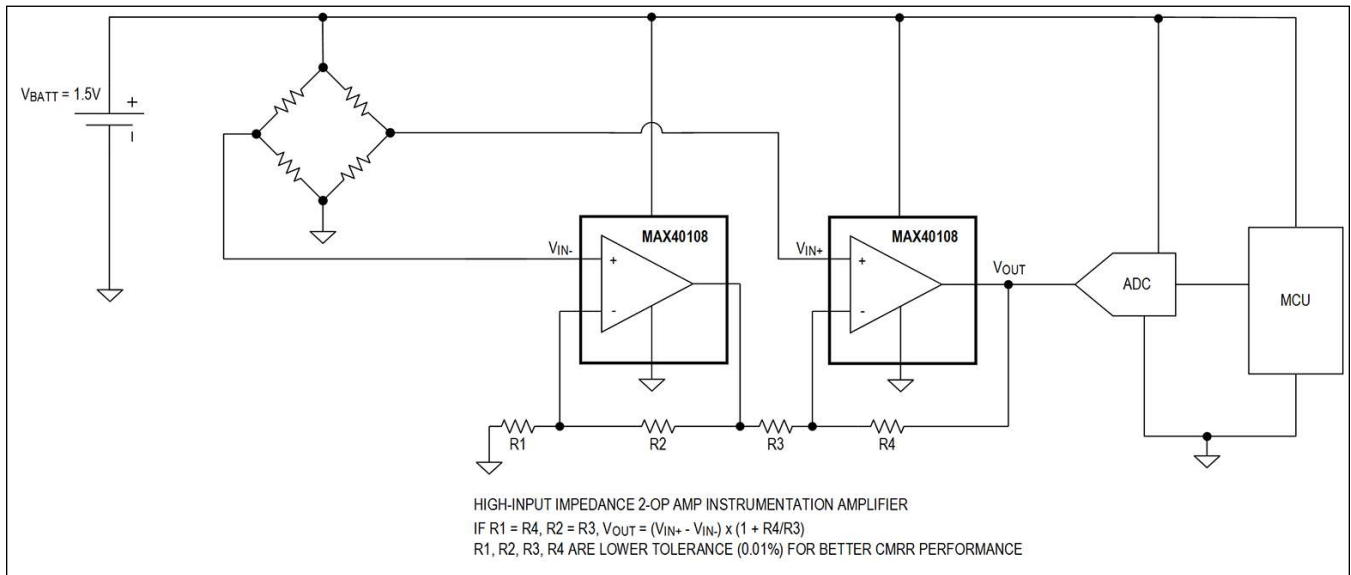 VBATT = 1.5V
+
-
MAX40108
VIN-
+
-
MAX40108
VIN+
+
-
VOUT
ADC
MCU
R1
R2
R3
R4
HIGH-INPUT IMPEDANCE 2-OP AMP INSTRUMENTATION AMPLIFIER
IF R1 = R4, R2 = R3, VOUT = (VIN+ - VIN-) x (1 + R4/R3)
R1, R2, R3, R4 ARE LOWER TOLERANCE (0.01%) FOR BETTER CMRR PERFORMANCE